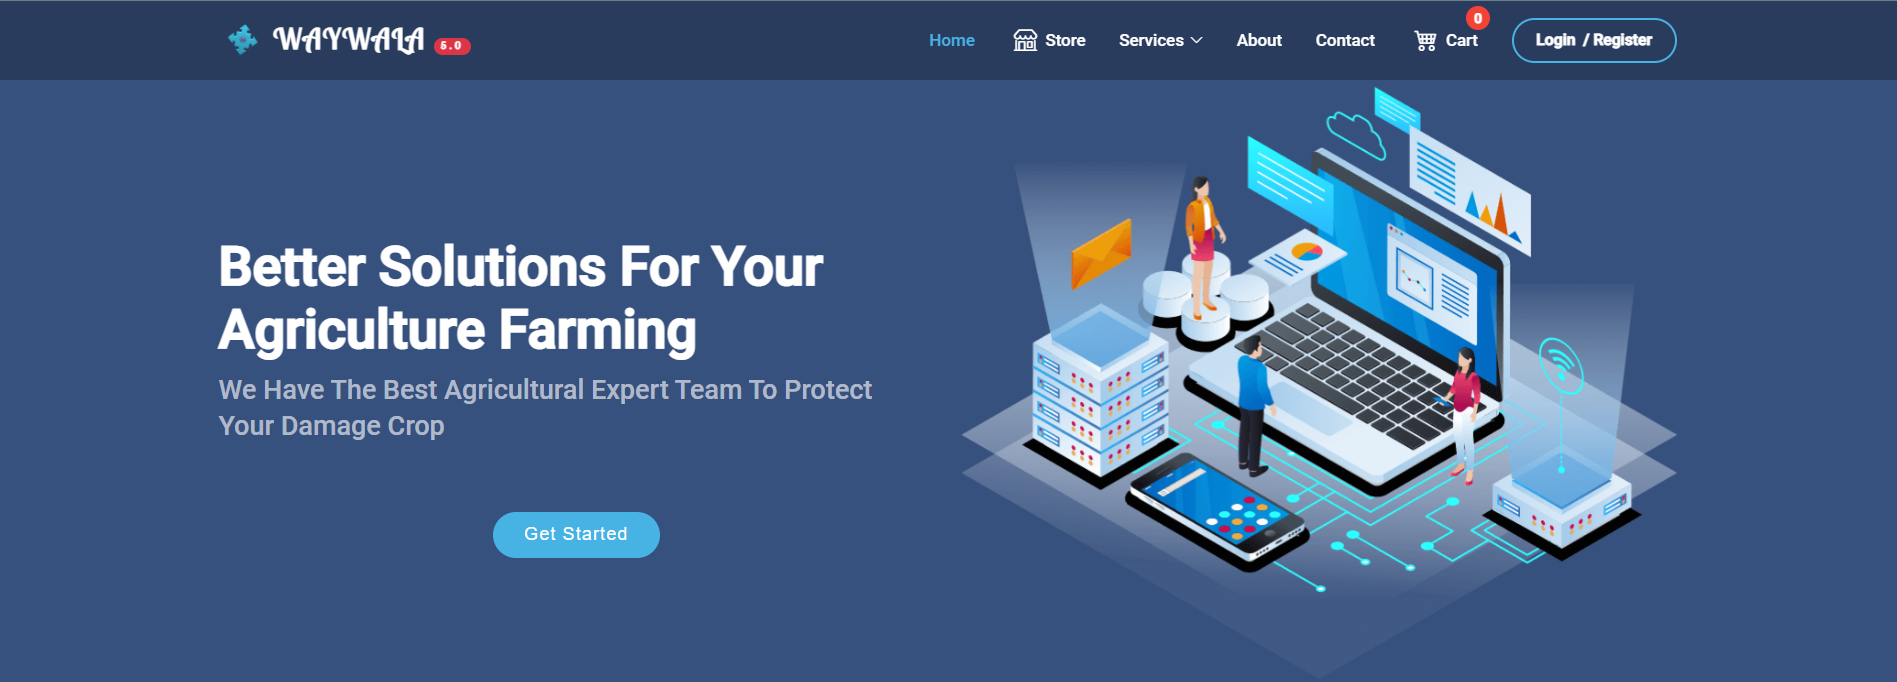 WAYWALA 5.0
Home Store Services About Contact Cart 0 Login / Register
Better Solutions For Your
Agriculture Farming
We Have The Best Agricultural Expert Team To Protect
Your Damage Crop
Get Started